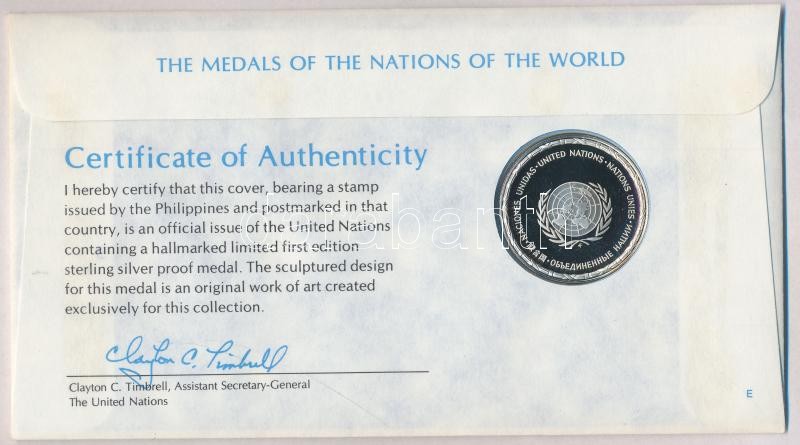 THE MEDALS OF THE NATIONS OF THE WORLD
Certificate of Authenticity
I hereby certify that this cover, bearing a stamp
issued by the Philippines and postmarked in that
country, is an official issue of the United Nations
containing a hallmarked limited first edition
sterling silver proof medal. The sculptured design
for this medal is an original work of art created
exclusively for this collection.
Clayton C. Timbrell
Clayton C. Timbrell, Assistant Secretary-General
The United Nations
NACIONES UNIDAS · UNITED NATIONS · NATIONS UNIES · ОБЪЕДИНЕННЫЕ НАЦИИ ·
E